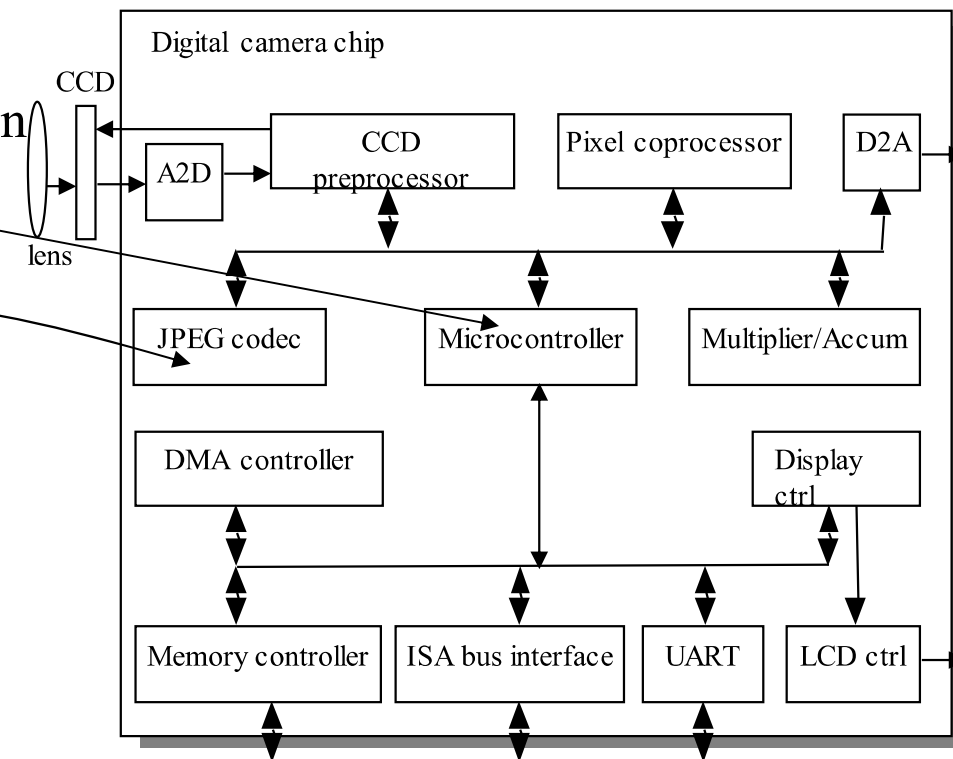 Digital camera chip
CCD
n
CCD
preprocessor
Pixel coprocessor
D2A
A2D
lens
JPEG codec
Microcontroller
Multiplier/Accum
DMA controller
Display
ctrl
Memory controller
ISA bus interface
UART
LCD ctrl